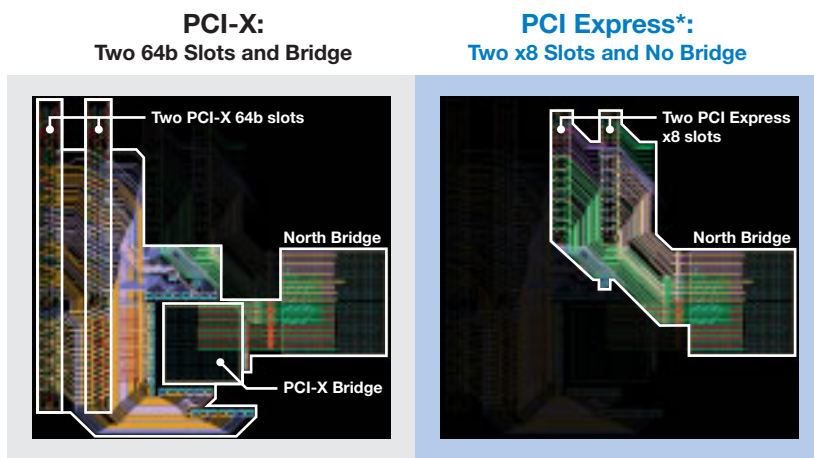 PCI-X:
Two 64b Slots and Bridge
PCI Express*:
Two x8 Slots and No Bridge
Two PCI-X 64b slots
North Bridge
PCI-X Bridge
Two PCI Express
x8 slots
North Bridge